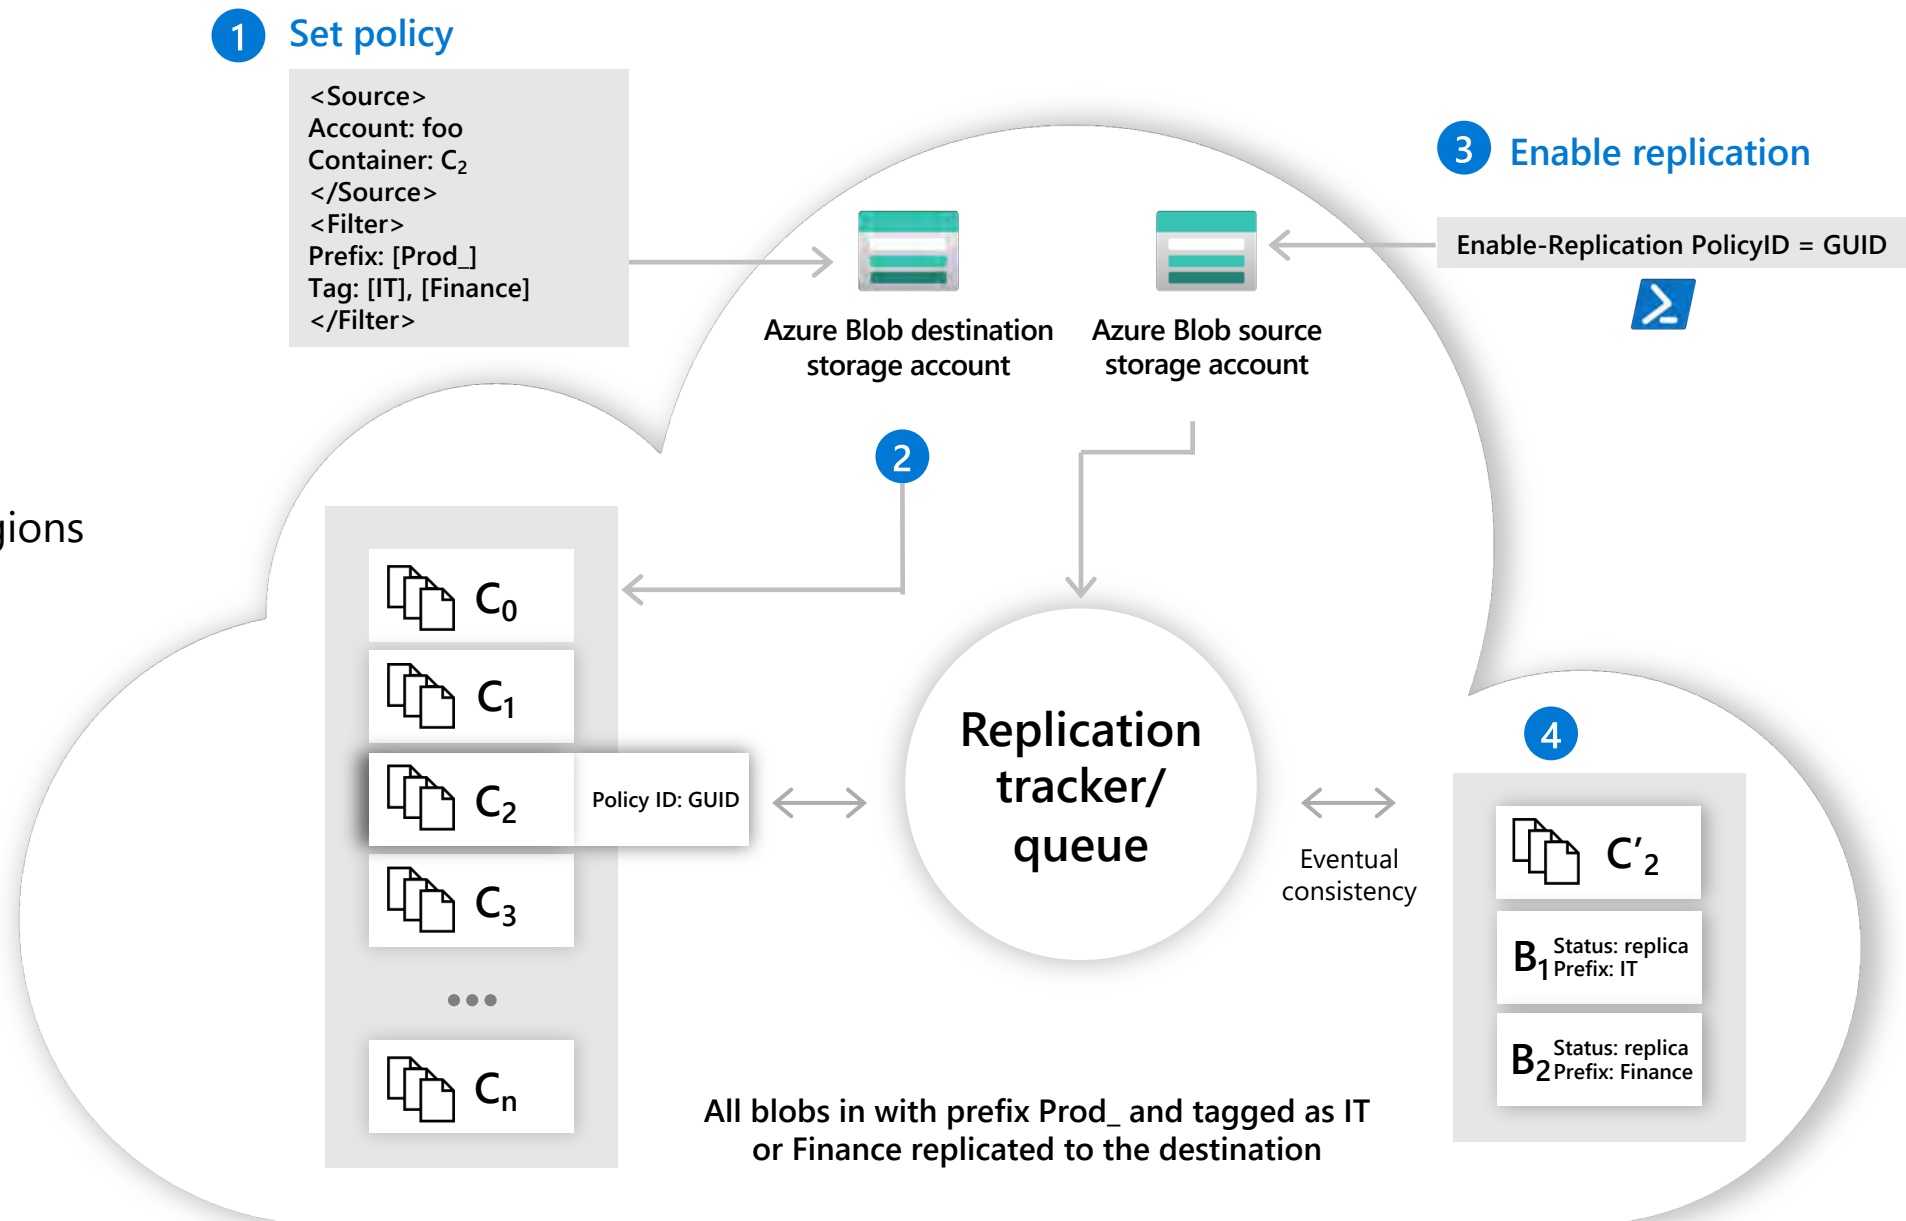 1 Set policy
<Source>
Account: foo
Container: C₂
</Source>
<Filter>
Prefix: [Prod_]
Tag: [IT], [Finance]
</Filter>
3 Enable replication
Enable-Replication PolicyID = GUID
Azure Blob destination
storage account
Azure Blob source
storage account
2
gions
C₀
C₁
C₂
Policy ID: GUID
C₃
...
Cₙ
Replication
tracker/
queue
Eventual
consistency
4
C’₂
B₁
Status: replica
Prefix: IT
B₂
Status: replica
Prefix: Finance
All blobs in with prefix Prod_ and tagged as IT
or Finance replicated to the destination